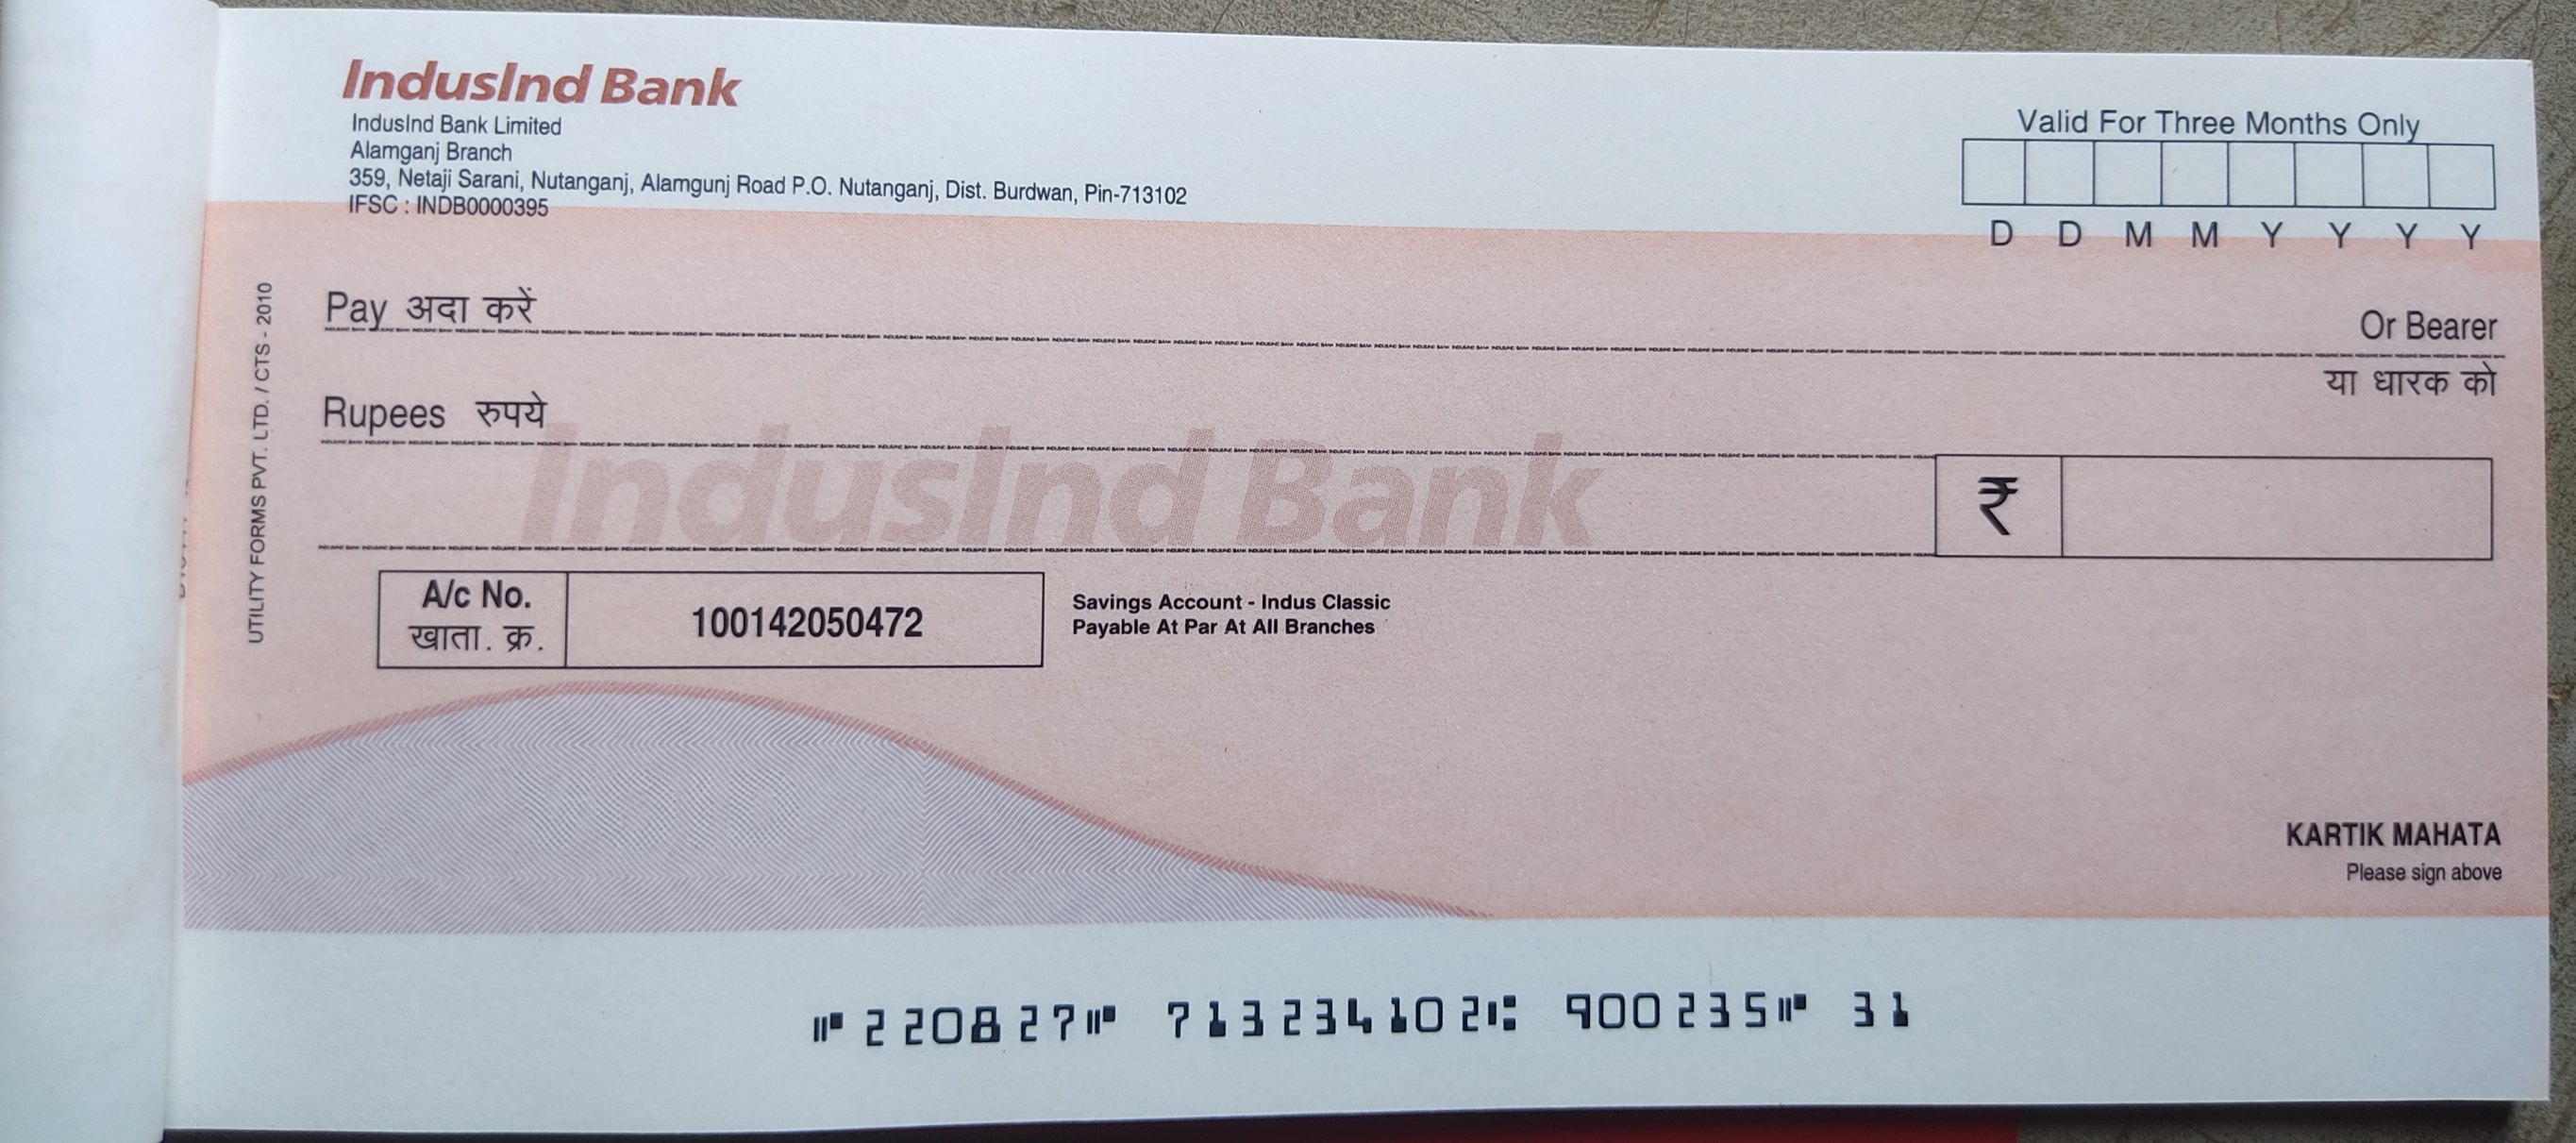 IndusInd Bank
IndusInd Bank Limited
Alamganj Branch
359, Netaji Sarani, Nutanganj, Alamgunj Road P.O. Nutanganj, Dist. Burdwan, Pin-713102
IFSC : INDB0000395
Valid For Three Months Only
D D M M Y Y Y Y
UTILITY FORMS PVT. LTD. / CTS - 2010
Pay अदा करें
Or Bearer
या धारक को
Rupees रुपये
IndusInd Bank
₹
A/c No.
खाता. क्र.
100142050472
Savings Account - Indus Classic
Payable At Par At All Branches
KARTIK MAHATA
Please sign above
⑈220827⑈ 713234102⑆ 900235⑈ 31